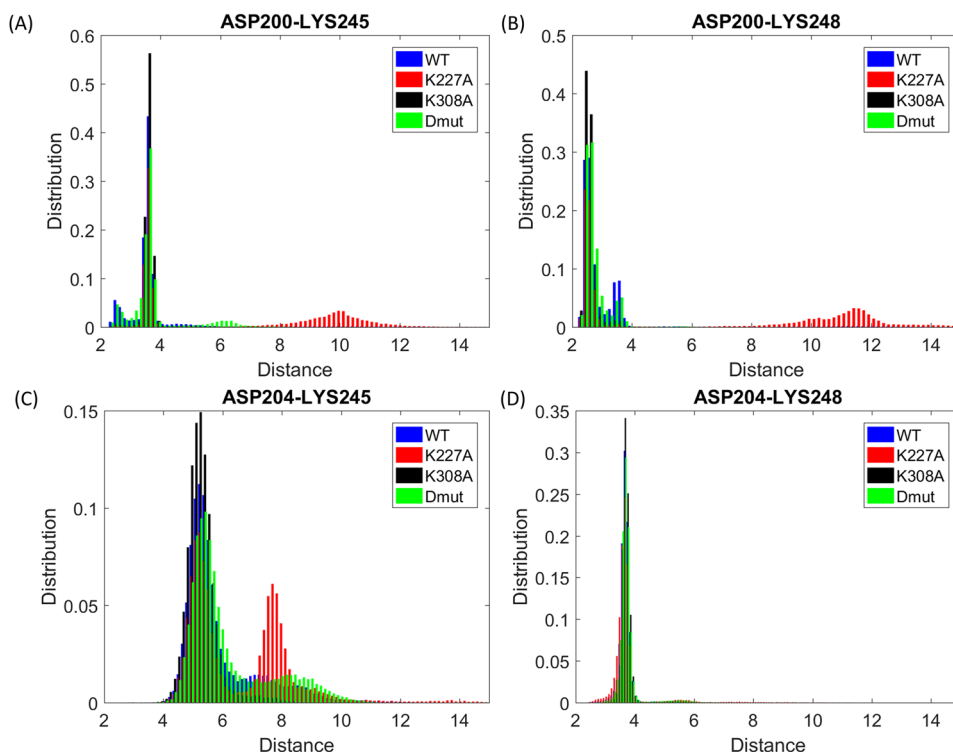 (A)
ASP200-LYS245
0.6
0.5
0.4
0.3
0.2
0.1
0
Distribution
2 4 6 8 10 12 14
Distance
WT
K227A
K308A
Dmut
(B)
ASP200-LYS248
0.5
0.4
0.3
0.2
0.1
0
Distribution
2 4 6 8 10 12 14
Distance
WT
K227A
K308A
Dmut
(C)
ASP204-LYS245
0.15
0.1
0.05
0
Distribution
2 4 6 8 10 12 14
Distance
WT
K227A
K308A
Dmut
(D)
ASP204-LYS248
0.35
0.3
0.25
0.2
0.15
0.1
0.05
0
Distribution
2 4 6 8 10 12 14
Distance
WT
K227A
K308A
Dmut